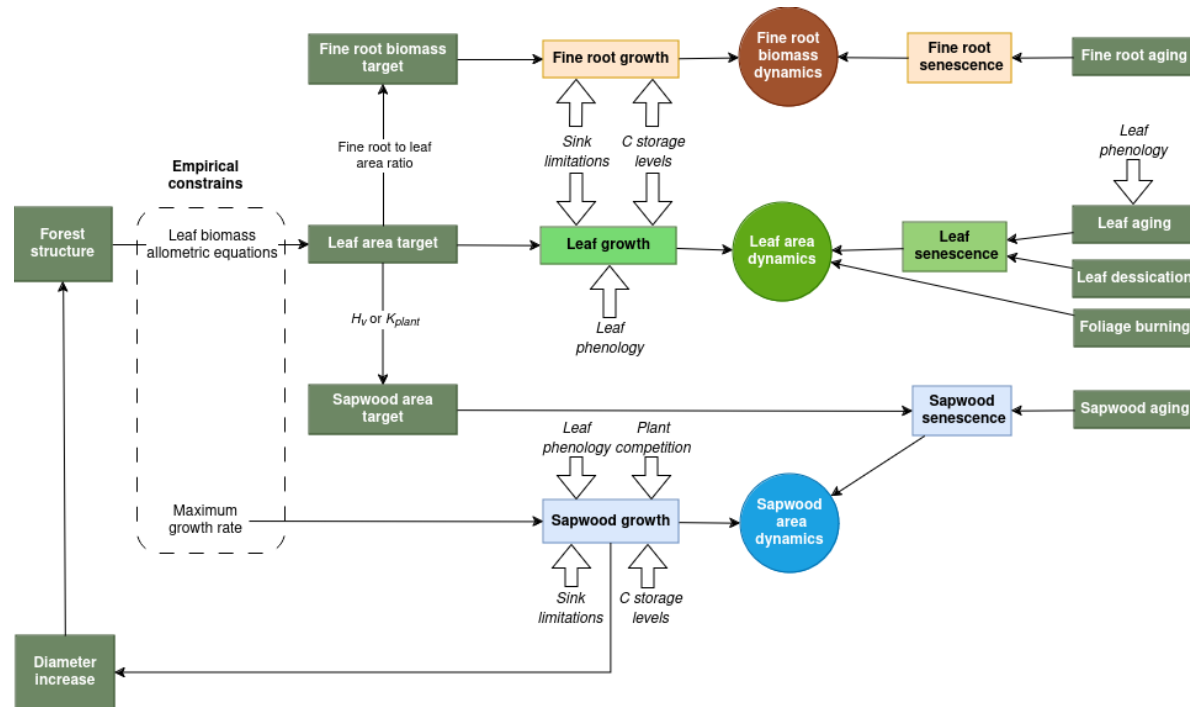 Fine root biomass
target
Fine root growth
Fine root
biomass
dynamics
Fine root
senescence
Fine root aging
Sink
limitations
C storage
levels
Fine root to leaf
area ratio
Leaf
phenology
Empirical
constrains
Forest
structure
Leaf biomass
allometric equations
Leaf area target
Leaf growth
Leaf area
dynamics
Leaf
senescence
Leaf aging
Leaf dessication
Foliage burning
Hv or Kplant
Leaf
phenology
Sapwood area
target
Sapwood
senescence
Sapwood aging
Leaf
phenology
Plant
competition
Maximum
growth rate
Sapwood growth
Sapwood
area
dynamics
Sink
limitations
C storage
levels
Diameter
increase